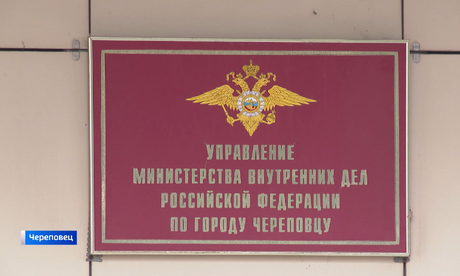 УПРАВЛЕНИЕ
МИНИСТЕРСТВА ВНУТРЕННИХ ДЕЛ
РОССИЙСКОЙ ФЕДЕРАЦИИ
ПО ГОРОДУ ЧЕРЕПОВЦУ
Череповец